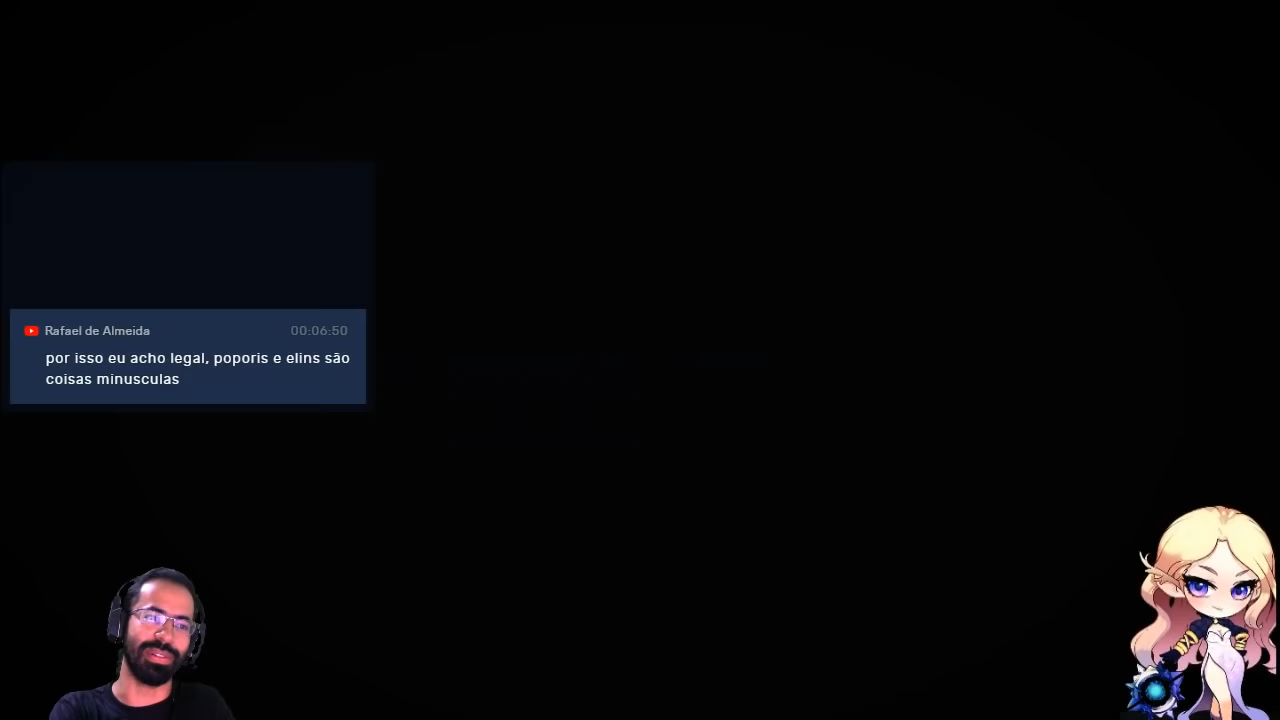 Rafael de Almeida 00:06:50
por isso eu acho legal, poporis e elins são
coisas minusculas